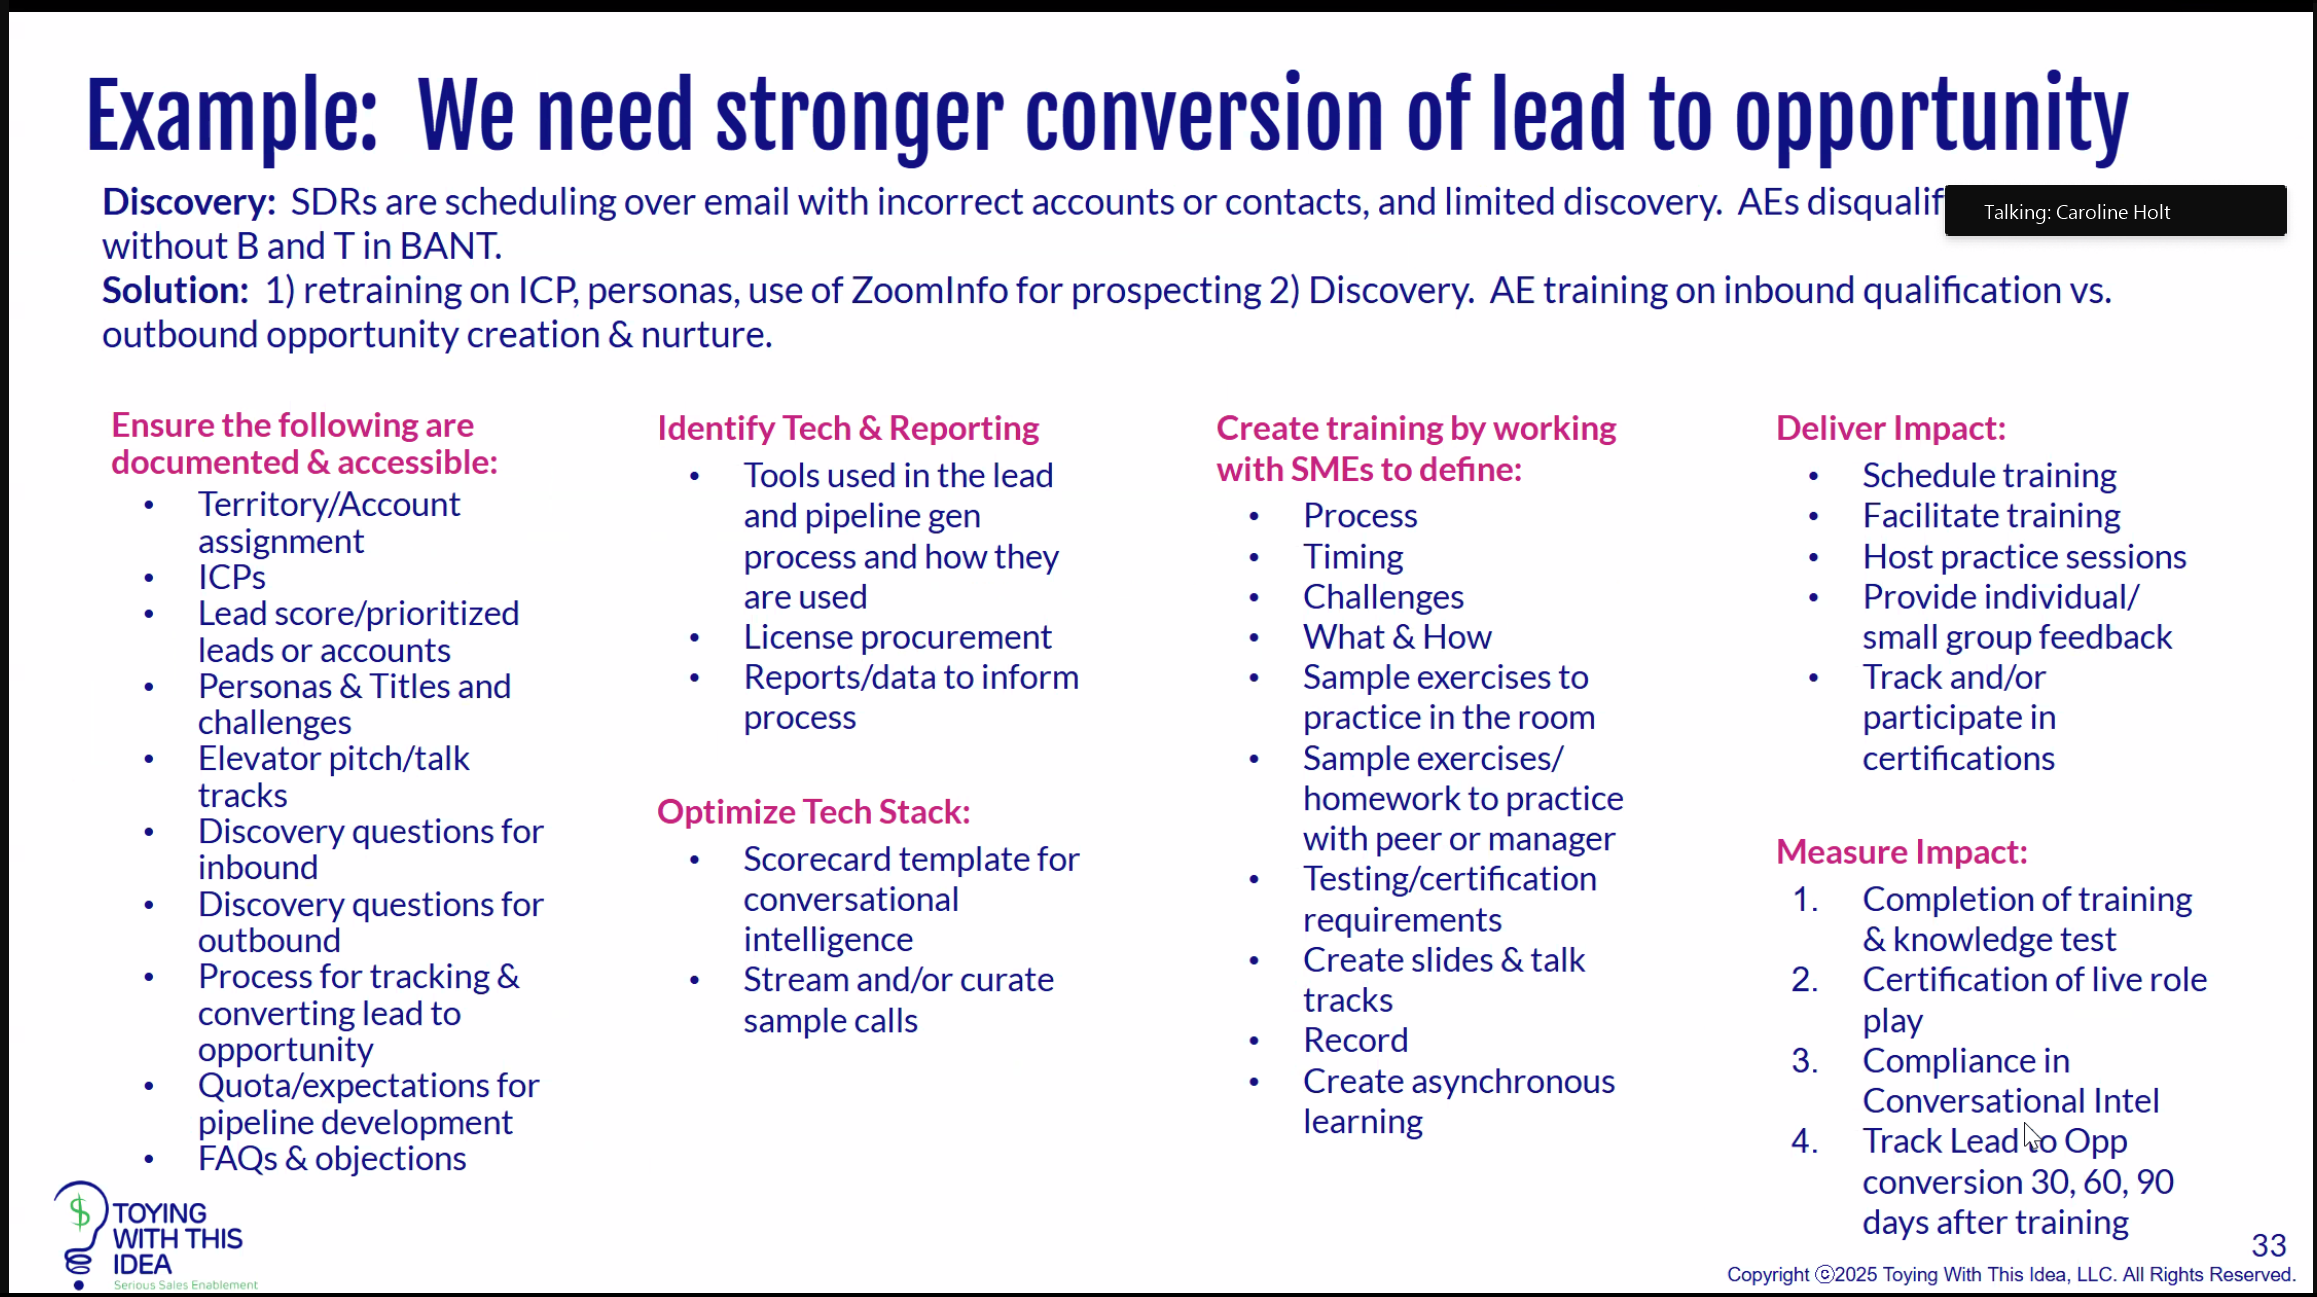 Example: We need stronger conversion of lead to opportunity
Discovery: SDRs are scheduling over email with incorrect accounts or contacts, and limited discovery. AEs disqualif
Talking: Caroline Holt
without B and T in BANT.
Solution: 1) retraining on ICP, personas, use of ZoomInfo for prospecting 2) Discovery. AE training on inbound qualification vs.
outbound opportunity creation & nurture.
Ensure the following are
documented & accessible:
• Territory/Account
assignment
• ICPs
• Lead score/prioritized
leads or accounts
• Personas & Titles and
challenges
• Elevator pitch/talk
tracks
• Discovery questions for
inbound
• Discovery questions for
outbound
• Process for tracking &
converting lead to
opportunity
• Quota/expectations for
pipeline development
• FAQs & objections
Identify Tech & Reporting
• Tools used in the lead
and pipeline gen
process and how they
are used
• License procurement
• Reports/data to inform
process
Optimize Tech Stack:
• Scorecard template for
conversational
intelligence
• Stream and/or curate
sample calls
Create training by working
with SMEs to define:
• Process
• Timing
• Challenges
• What & How
• Sample exercises to
practice in the room
• Sample exercises/
homework to practice
with peer or manager
• Testing/certification
requirements
• Create slides & talk
tracks
• Record
• Create asynchronous
learning
Deliver Impact:
• Schedule training
• Facilitate training
• Host practice sessions
• Provide individual/
small group feedback
• Track and/or
participate in
certifications
Measure Impact:
1. Completion of training
& knowledge test
2. Certification of live role
play
3. Compliance in
Conversational Intel
4. Track Lead to Opp
conversion 30, 60, 90
days after training
$
TOYING
WITH THIS
IDEA
Serious Sales Enablement
33
Copyright ⓒ2025 Toying With This Idea, LLC. All Rights Reserved.